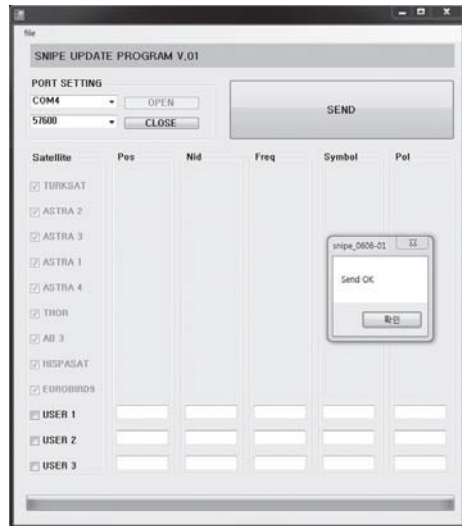 file
SNIPE UPDATE PROGRAM V.01
PORT SETTING
COM4
OPEN
57600
CLOSE
SEND
Satellite Pos Nid Freq Symbol Pol
TURKSAT
ASTRA 2
ASTRA 3
ASTRA 1
ASTRA 4
THOR
AB 3
HISPASAT
EUROBIRD9
USER 1
USER 2
USER 3
snipe_0606-01
Send OK
확인